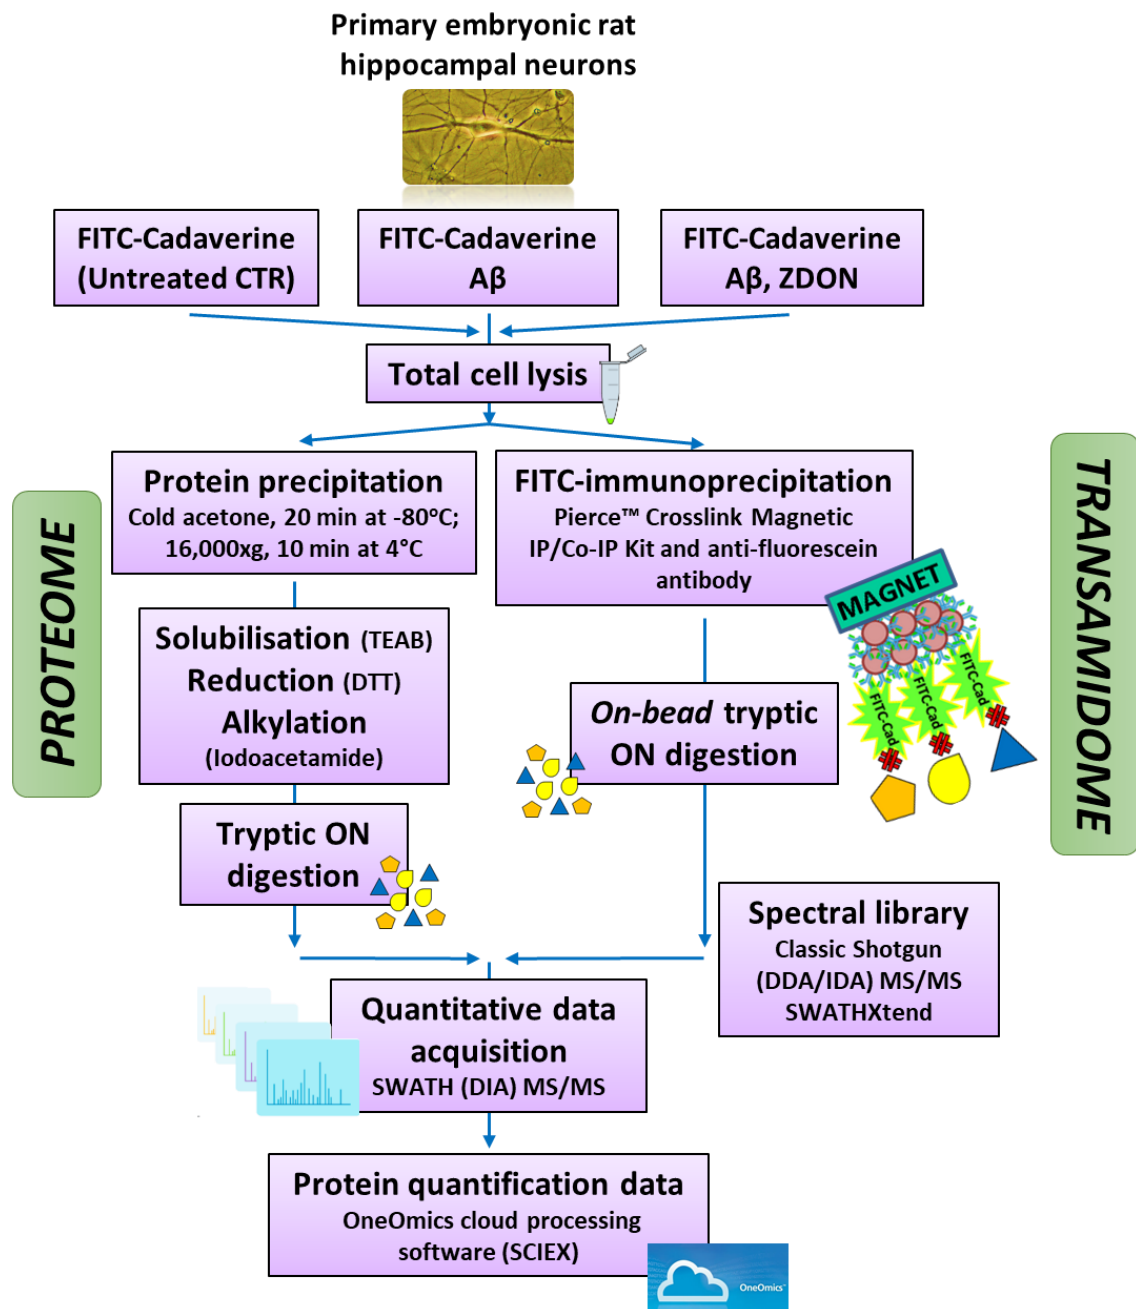 Primary embryonic rat
hippocampal neurons
FITC-Cadaverine
(Untreated CTR)
FITC-Cadaverine
Aβ
FITC-Cadaverine
Aβ, ZDON
Total cell lysis
PROTEOME
Protein precipitation
Cold acetone, 20 min at -80°C;
16,000xg, 10 min at 4°C
Solubilisation (TEAB)
Reduction (DTT)
Alkylation
(Iodoacetamide)
Tryptic ON
digestion
FITC-immunoprecipitation
Pierce™ Crosslink Magnetic
IP/Co-IP Kit and anti-fluorescein
antibody
MAGNET
FITC-Cad
FITC-Cad
FITC-Cad
On-bead tryptic
ON digestion
TRANSAMIDOME
Spectral library
Classic Shotgun
(DDA/IDA) MS/MS
SWATHXtend
Quantitative data
acquisition
SWATH (DIA) MS/MS
Protein quantification data
OneOmics cloud processing
software (SCIEX)
OneOmics™